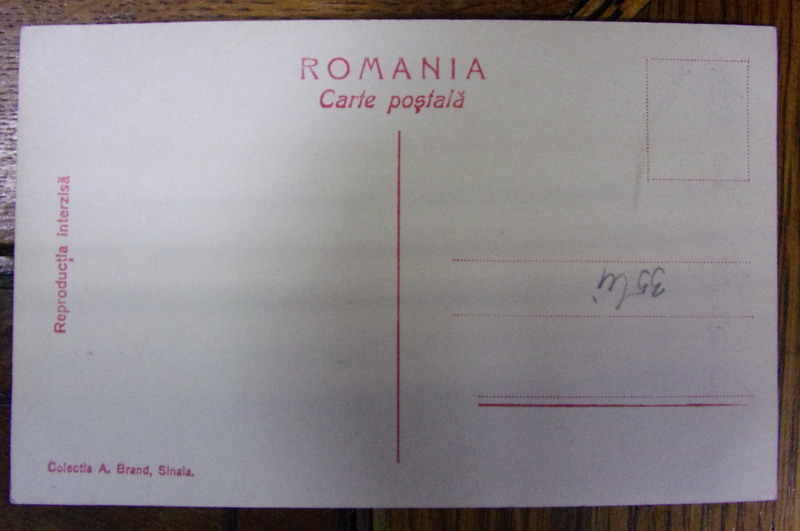 ROMANIA
Carte poștală
Reproducția interzisă
Colecția A. Brand, Sinaia.
35 lei